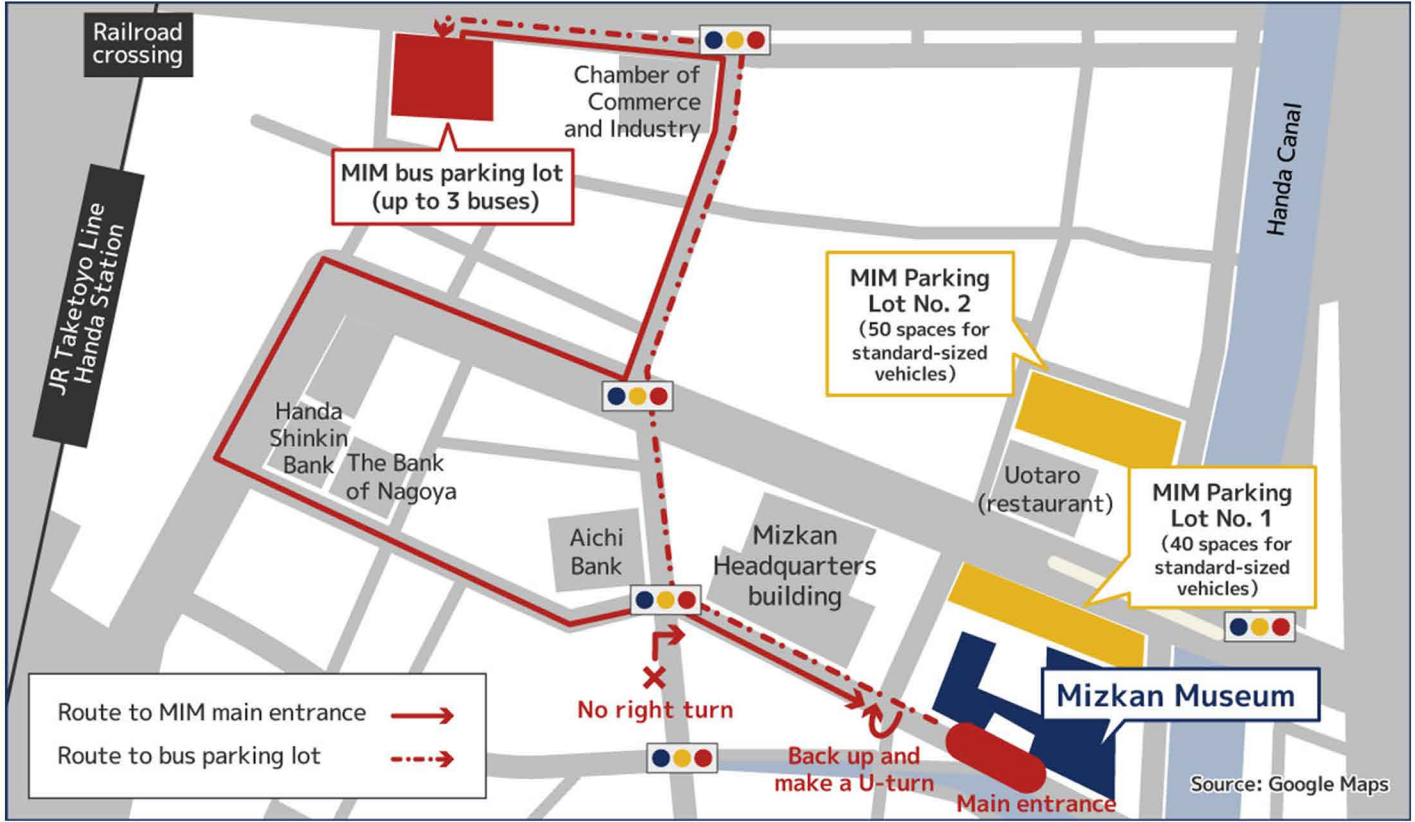 Railroad
crossing
Chamber of
Commerce
and Industry
MIM bus parking lot
(up to 3 buses)
JR Taketoyo Line
Handa Station
Handa Canal
MIM Parking
Lot No. 2
(50 spaces for
standard-sized
vehicles)
Handa
Shinkin
Bank
The Bank
of Nagoya
Uotaro
(restaurant)
MIM Parking
Lot No. 1
(40 spaces for
standard-sized
vehicles)
Aichi
Bank
Mizkan
Headquarters
building
Mizkan Museum
No right turn
Route to MIM main entrance
Route to bus parking lot
Back up and
make a U-turn
Main entrance
Source: Google Maps